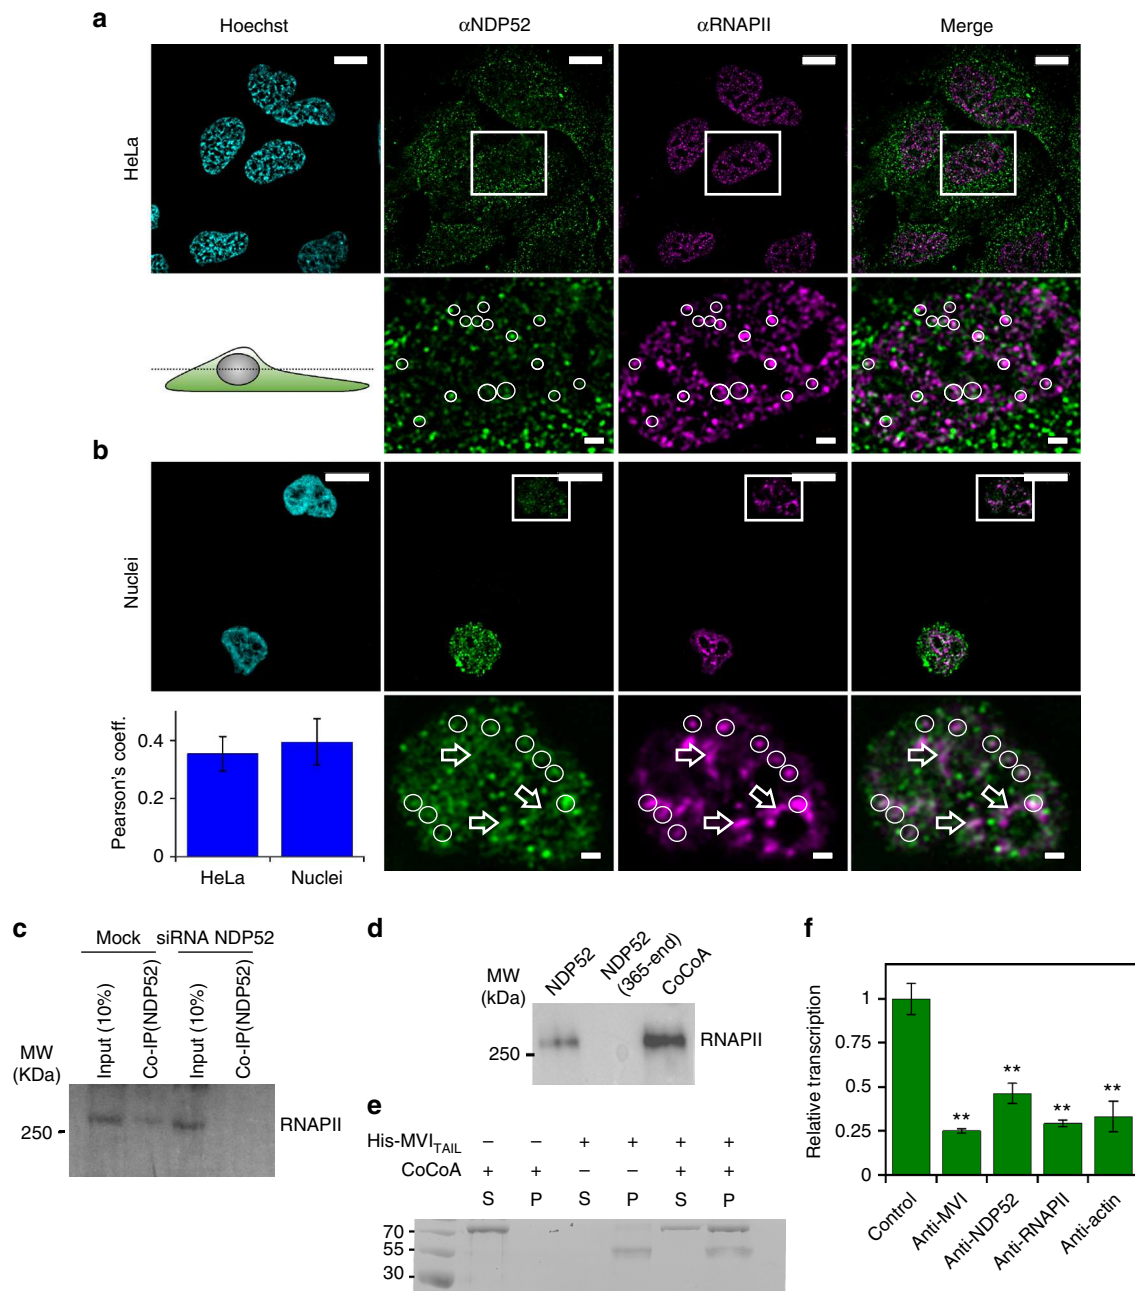 a
Hoechst
αNDP52
αRNAPII
Merge
HeLa
b
Nuclei
Pearson's coeff.
0.4
0.2
0
HeLa
Nuclei
c
Mock
siRNA NDP52
Input (10%)
Co-IP(NDP52)
Input (10%)
Co-IP(NDP52)
MW
(KDa)
250
RNAPII
d
MW
(kDa)
NDP52
NDP52
(365-end)
CoCoA
250
RNAPII
e
His-MVITAIL – – + + + +
CoCoA + + – – + +
S P S P S P
70
55
30
f
Relative transcription
1
0.75
0.5
0.25
0
**
**
**
**
Control
Anti-MVI
Anti-NDP52
Anti-RNAPII
Anti-actin